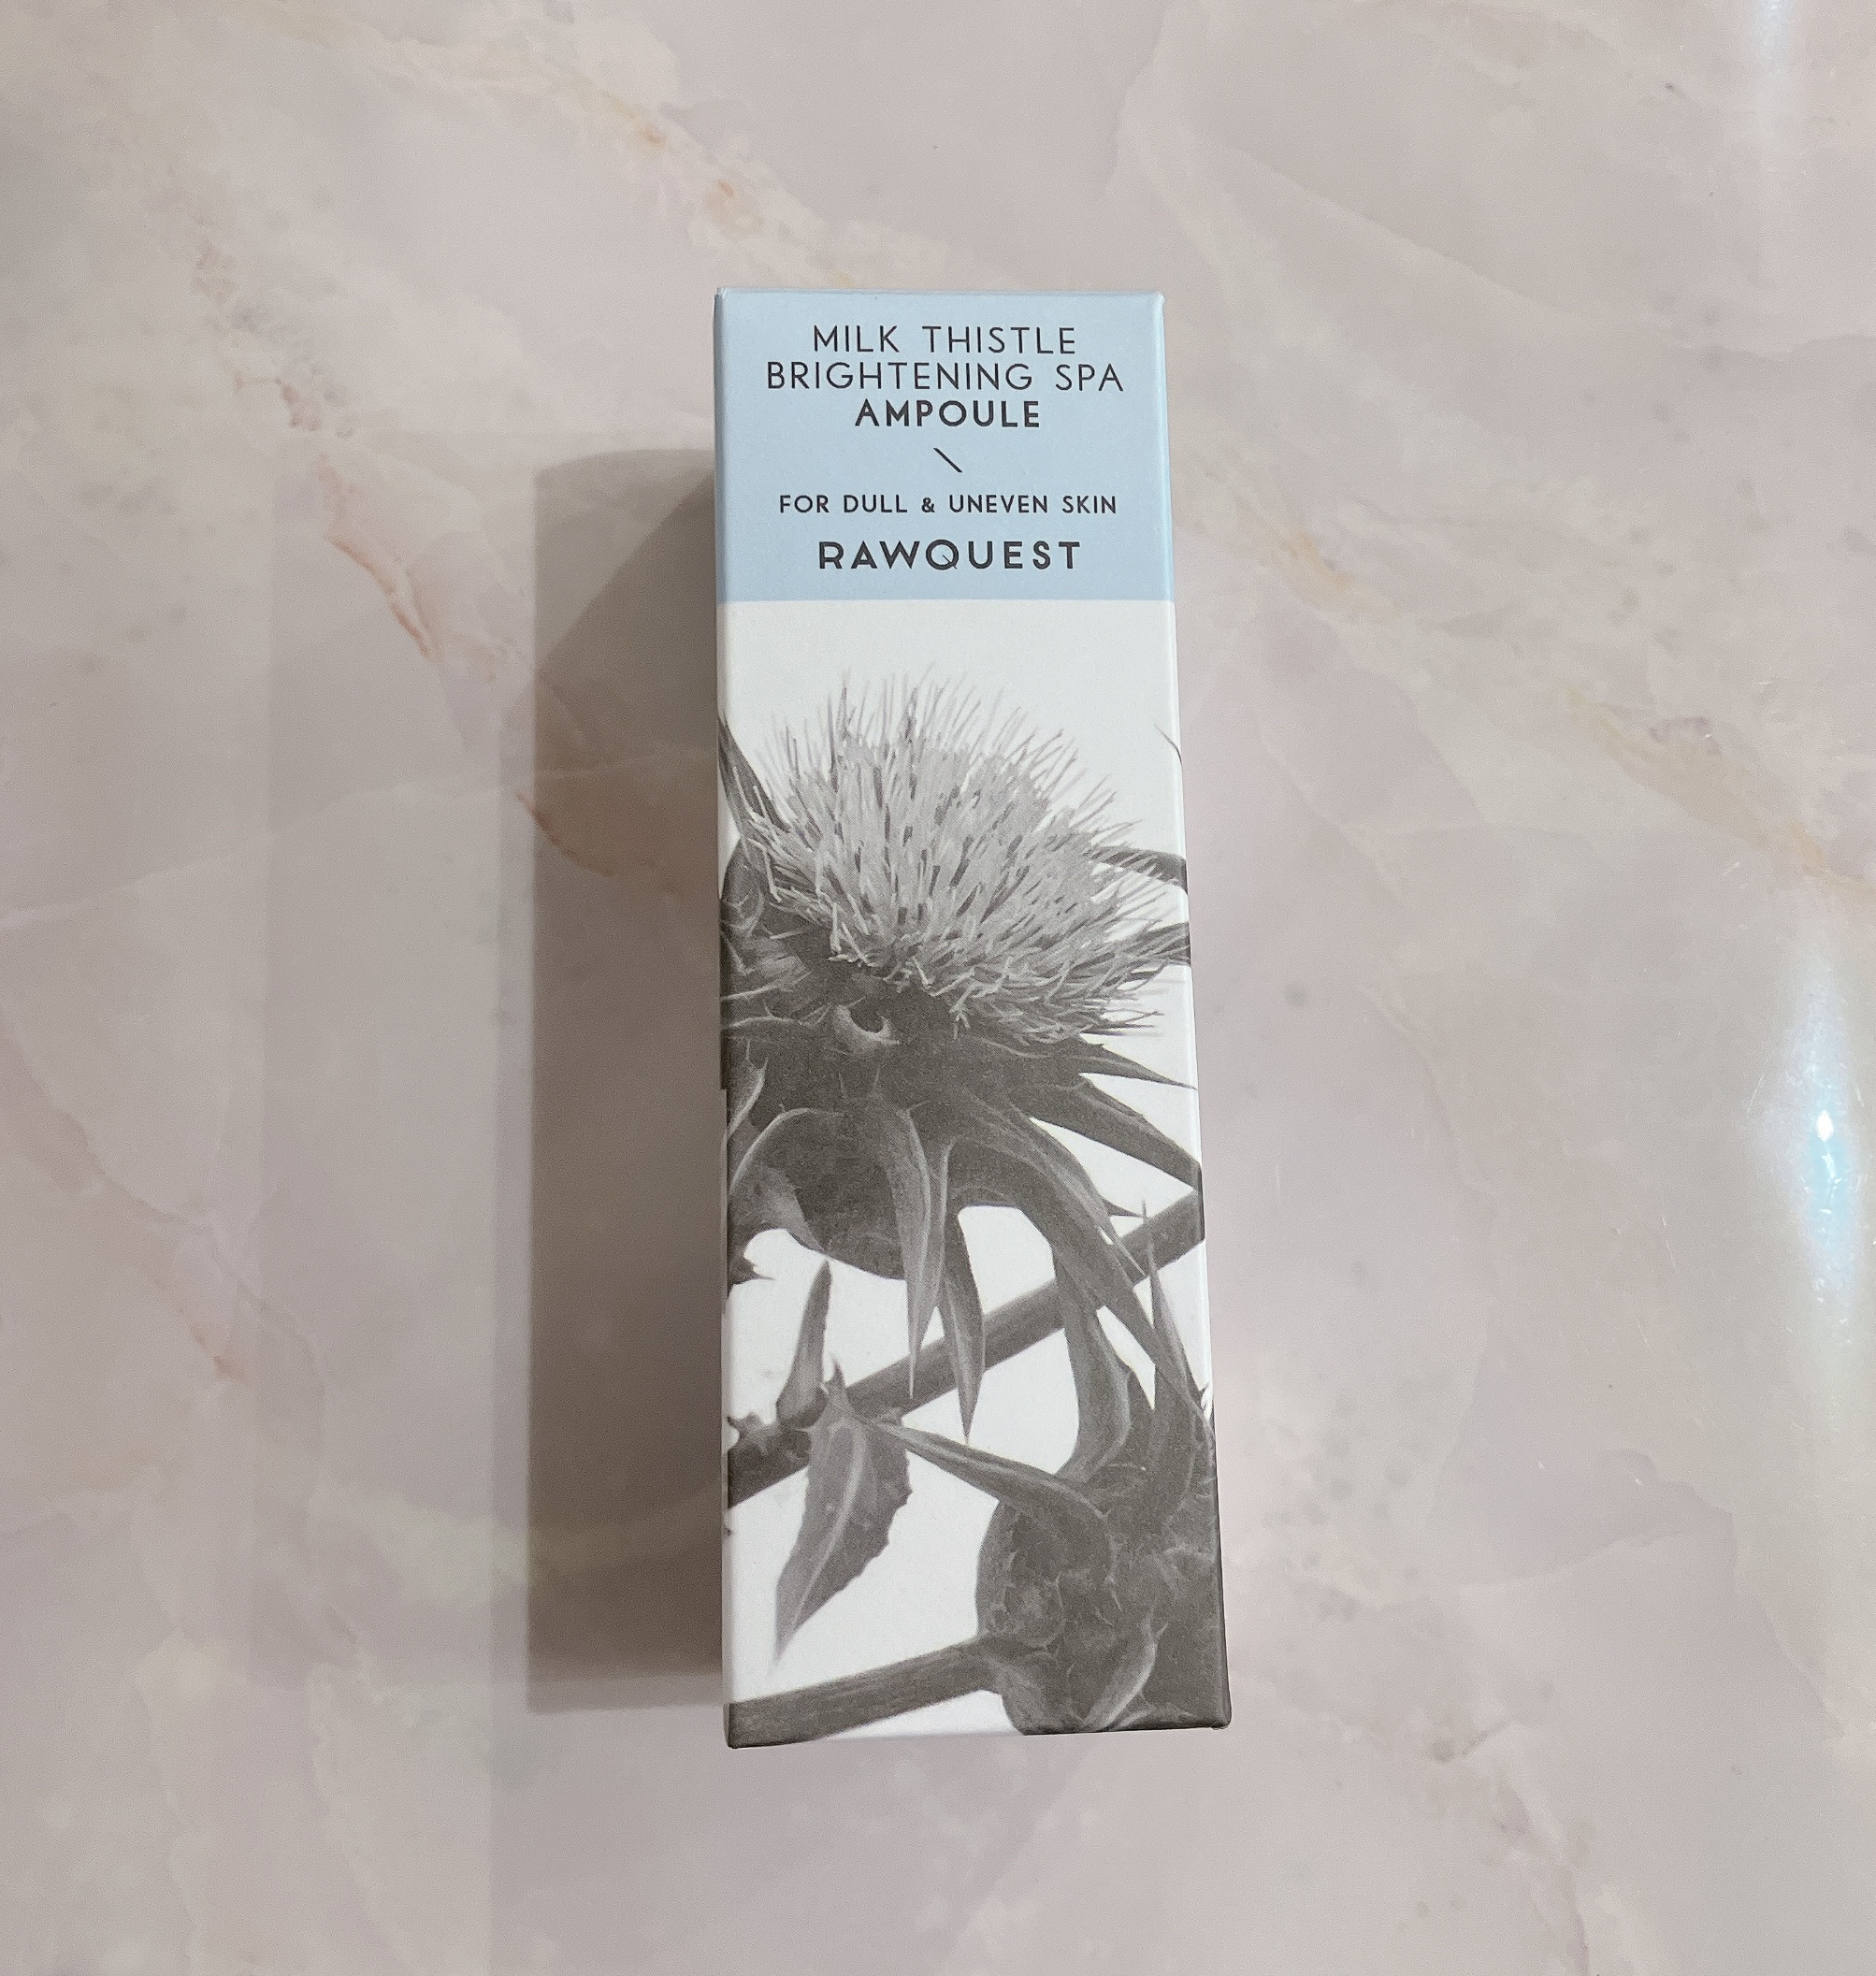 MILK THISTLE
BRIGHTENING SPA
AMPOULE
\
FOR DULL & UNEVEN SKIN
RAWQUEST